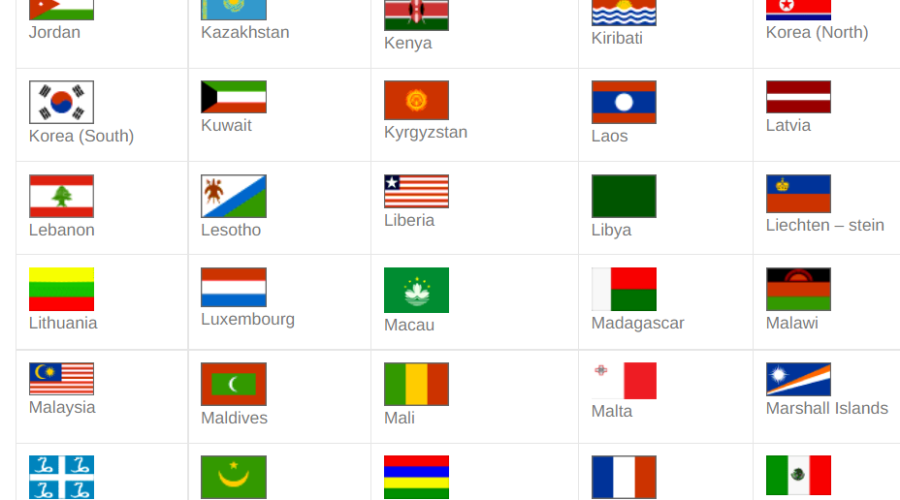 Jordan
Kazakhstan
Kenya
Kiribati
Korea (North)
Korea (South)
Kuwait
Kyrgyzstan
Laos
Latvia
Lebanon
Lesotho
Liberia
Libya
Liechten – stein
Lithuania
Luxembourg
Macau
Madagascar
Malawi
Malaysia
Maldives
Mali
Malta
Marshall Islands